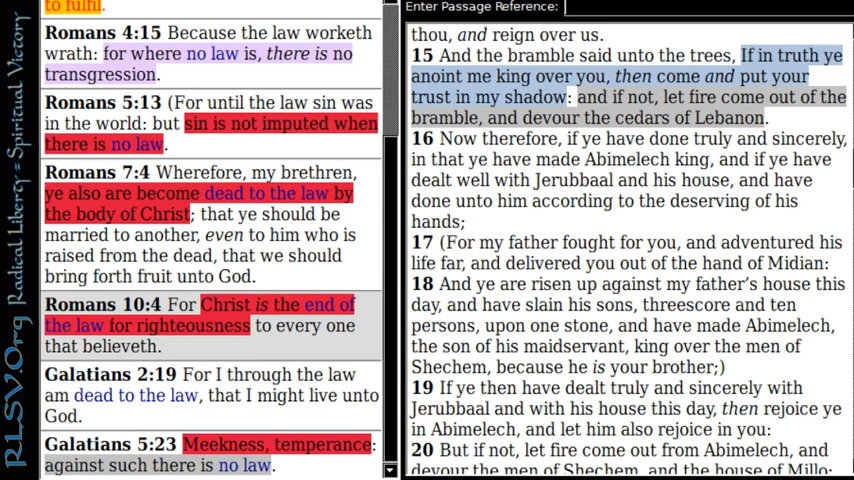 RLSV.Org Radical Liberty = Spiritual Victory
to fulfil.
Romans 4:15 Because the law worketh
wrath: for where no law is, there is no
transgression.
Romans 5:13 (For until the law sin was
in the world: but sin is not imputed when
there is no law.
Romans 7:4 Wherefore, my brethren,
ye also are become dead to the law by
the body of Christ; that ye should be
married to another, even to him who is
raised from the dead, that we should
bring forth fruit unto God.
Romans 10:4 For Christ is the end of
the law for righteousness to every one
that believeth.
Galatians 2:19 For I through the law
am dead to the law, that I might live unto
God.
Galatians 5:23 Meekness, temperance:
against such there is no law.
Enter Passage Reference:
thou, and reign over us.
15 And the bramble said unto the trees, If in truth ye
anoint me king over you, then come and put your
trust in my shadow: and if not, let fire come out of the
bramble, and devour the cedars of Lebanon.
16 Now therefore, if ye have done truly and sincerely,
in that ye have made Abimelech king, and if ye have
dealt well with Jerubbaal and his house, and have
done unto him according to the deserving of his
hands;
17 (For my father fought for you, and adventured his
life far, and delivered you out of the hand of Midian:
18 And ye are risen up against my father's house this
day, and have slain his sons, threescore and ten
persons, upon one stone, and have made Abimelech,
the son of his maidservant, king over the men of
Shechem, because he is your brother;)
19 If ye then have dealt truly and sincerely with
Jerubbaal and with his house this day, then rejoice ye
in Abimelech, and let him also rejoice in you:
20 But if not, let fire come out from Abimelech, and
devour the men of Shechem, and the house of Millo;